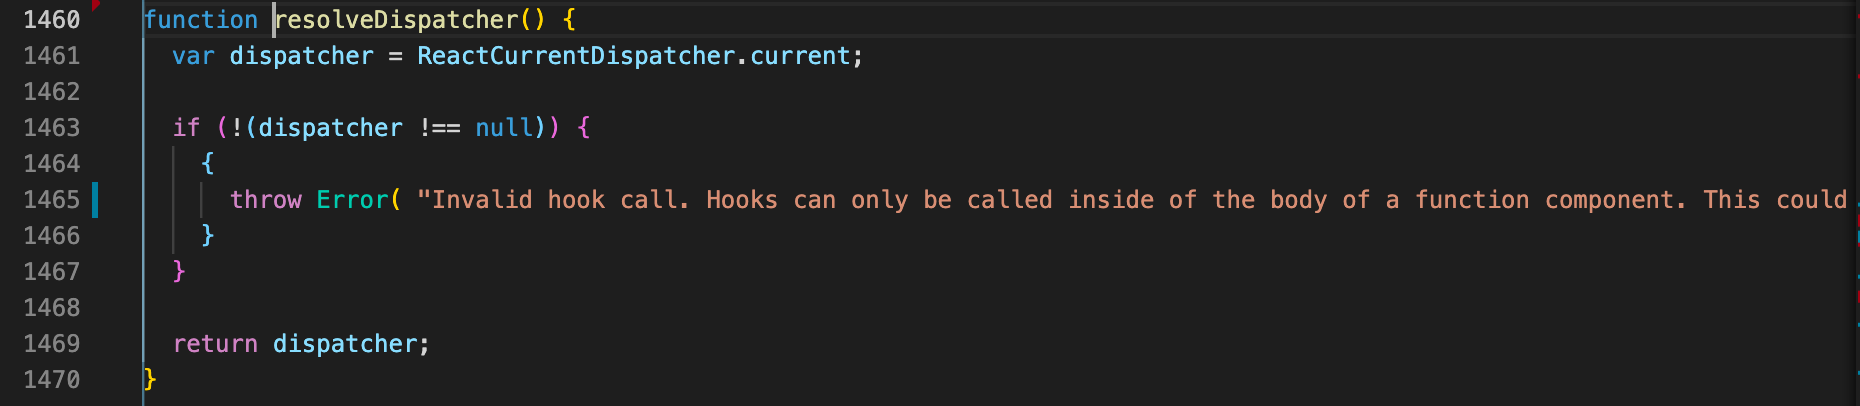 1460 function resolveDispatcher() {
1461 var dispatcher = ReactCurrentDispatcher.current;
1462
1463 if (!(dispatcher !== null)) {
1464 {
1465 throw Error( "Invalid hook call. Hooks can only be called inside of the body of a function component. This could
1466 }
1467 }
1468
1469 return dispatcher;
1470 }